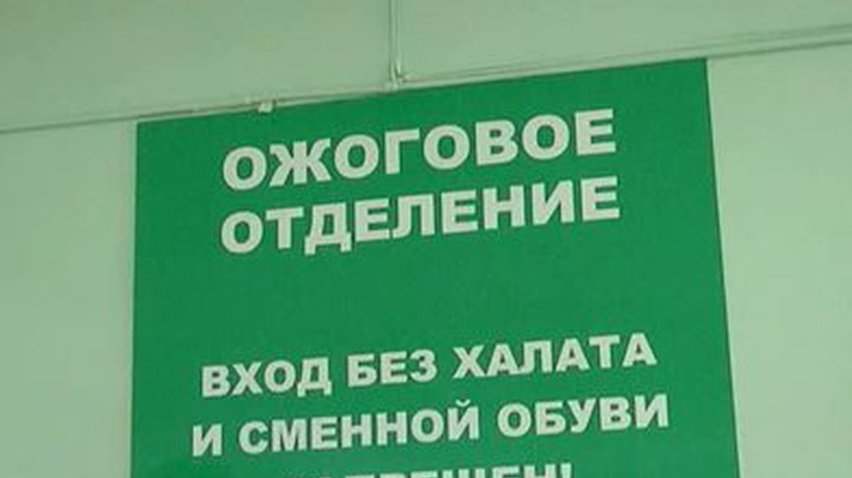 ОЖОГОВОЕ
ОТДЕЛЕНИЕ
ВХОД БЕЗ ХАЛАТА
И СМЕННОЙ ОБУВИ